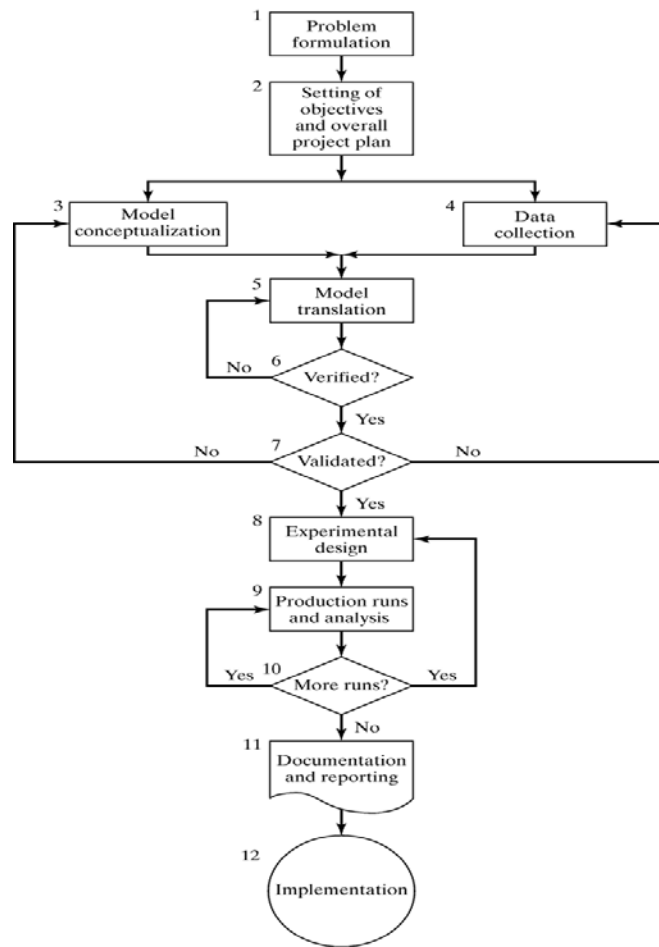 1
Problem
formulation
2
Setting of
objectives
and overall
project plan
3
Model
conceptualization
4
Data
collection
5
Model
translation
6
No
Verified?
Yes
7
No
Validated?
No
Yes
8
Experimental
design
9
Production runs
and analysis
10
Yes
More runs?
Yes
No
11
Documentation
and reporting
12
Implementation